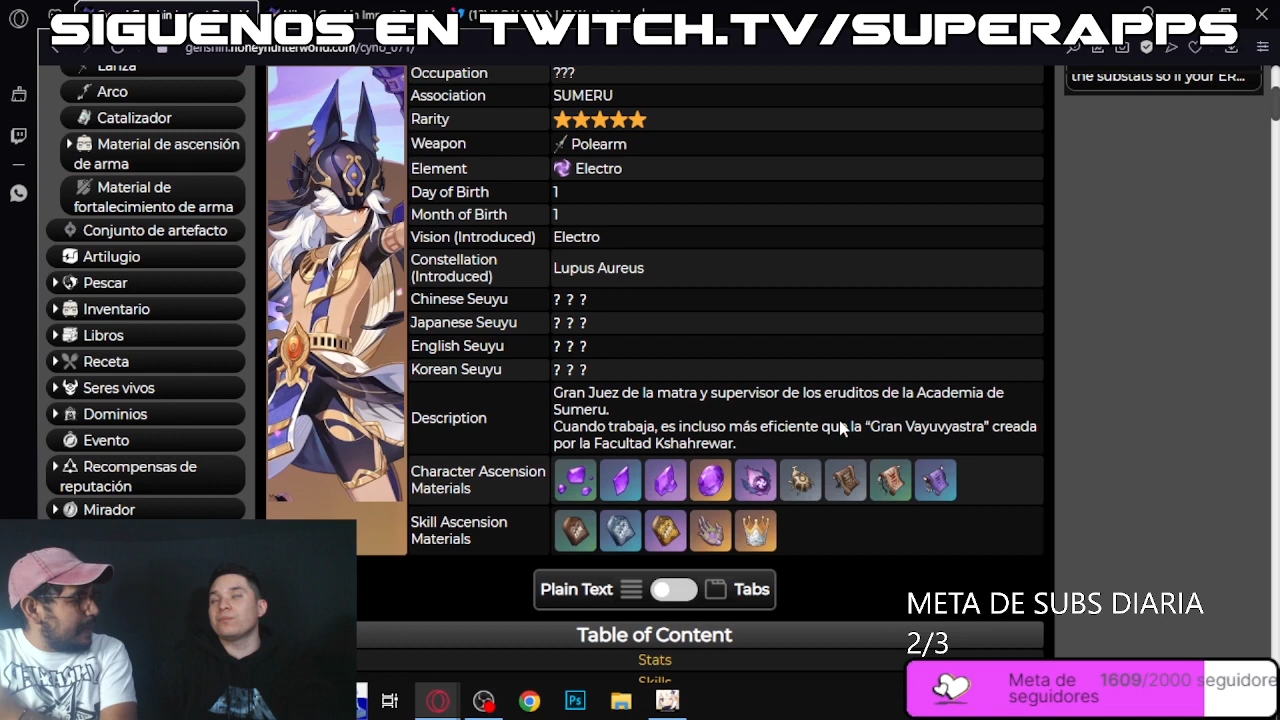 SIGUENOS EN TWITCH.TV/SUPERAPPS
genshin.honeyhunterworld.com/cyno_071/
Lanza
Arco
Catalizador
Material de ascensión
de arma
Material de
fortalecimiento de arma
Conjunto de artefacto
Artilugio
Pescar
Inventario
Libros
Receta
Seres vivos
Dominios
Evento
Recompensas de
reputación
Mirador
Occupation ???
Association SUMERU
Rarity
Weapon Polearm
Element Electro
Day of Birth 1
Month of Birth 1
Vision (Introduced) Electro
Constellation
(Introduced) Lupus Aureus
Chinese Seuyu ? ? ?
Japanese Seuyu ? ? ?
English Seuyu ? ? ?
Korean Seuyu ? ? ?
Description
Gran Juez de la matra y supervisor de los eruditos de la Academia de
Sumeru.
Cuando trabaja, es incluso más eficiente que la “Gran Vayuvyastra” creada
por la Facultad Kshahrewar.
Character Ascension
Materials
Skill Ascension
Materials
Plain Text Tabs
Table of Content
Stats
Skills
the substats so if your ER...
META DE SUBS DIARIA
2/3
Meta de
seguidores
1609/2000 seguidore
Ps